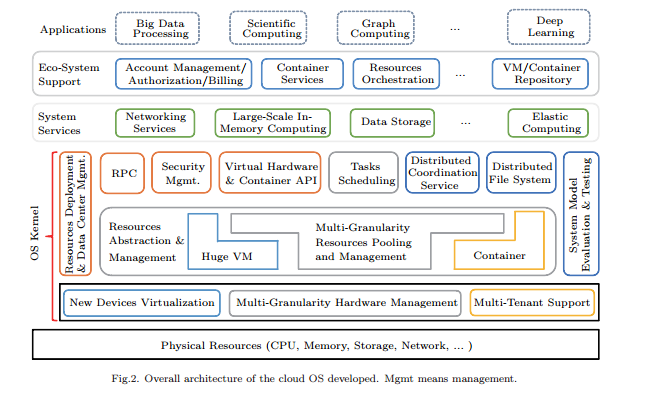 Applications
Big Data
Processing
Scientific
Computing
Graph
Computing
...
Deep
Learning
Eco-System
Support
Account Management/
Authorization/Billing
Container
Services
Resources
Orchestration
...
VM/Container
Repository
System
Services
Networking
Services
Large-Scale In-
Memory Computing
Data Storage
...
Elastic
Computing
OS Kernel
Resources Deployment
& Data Center Mgmt.
RPC
Security
Mgmt.
Virtual Hardware
& Container API
Tasks
Scheduling
Distributed
Coordination
Service
Distributed
File System
System Model
Evaluation & Testing
Resources
Abstraction &
Management
Huge VM
Multi-Granularity
Resources Pooling
and Management
Container
New Devices Virtualization
Multi-Granularity Hardware Management
Multi-Tenant Support
Physical Resources (CPU, Memory, Storage, Network, ... )
Fig.2. Overall architecture of the cloud OS developed. Mgmt means management.